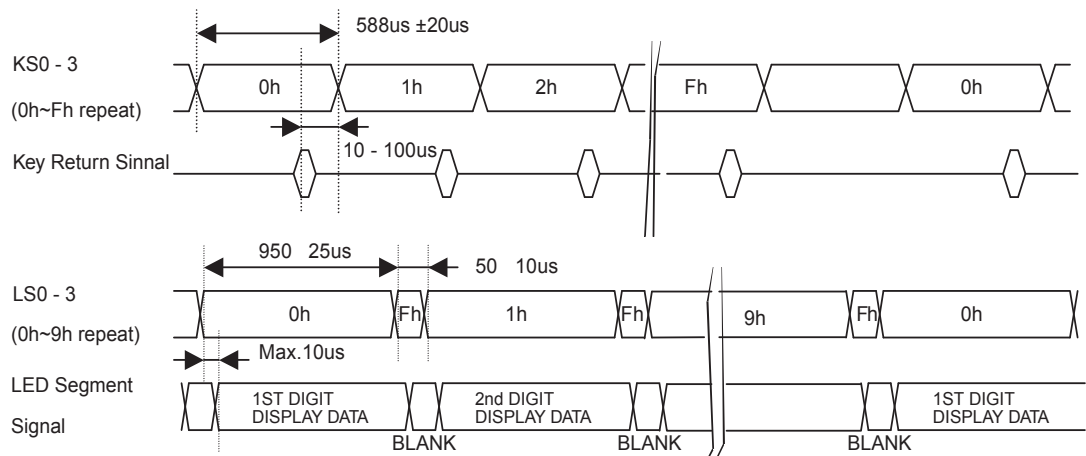 588us ±20us
KS0 - 3
0h 1h 2h Fh 0h
(0h~Fh repeat)
10 - 100us
Key Return Sinnal
950 25us 50 10us
LS0 - 3
0h Fh 1h Fh 9h Fh 0h
(0h~9h repeat)
Max.10us
LED Segment
1ST DIGIT 2nd DIGIT 1ST DIGIT
DISPLAY DATA DISPLAY DATA DISPLAY DATA
Signal
BLANK BLANK BLANK